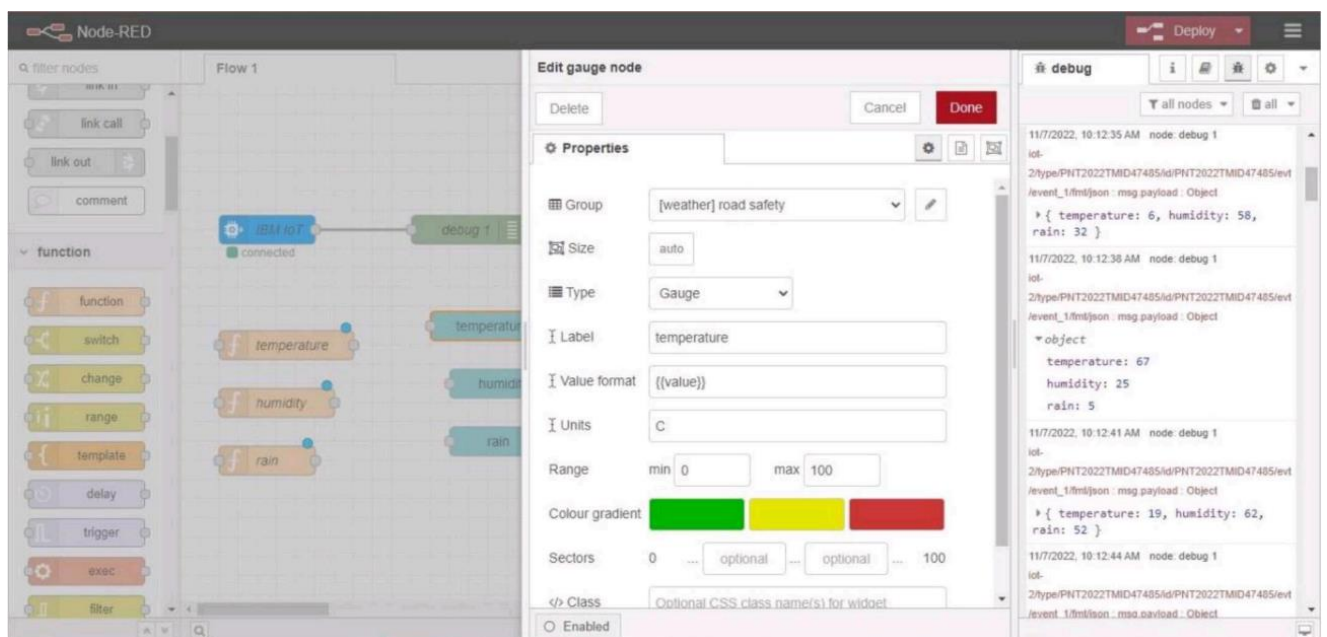 Node-RED
Deploy
filter nodes
Flow 1
Edit gauge node
debug
i
link in
link call
link out
comment
function
function
switch
change
range
template
delay
trigger
exec
filter
IBM IoT
connected
debug 1
temperature
humidity
rain
temperatur
humidit
rain
Delete
Cancel
Done
Properties
Group
[weather] road safety
Size
auto
Type
Gauge
Label
temperature
Value format
{{value}}
Units
C
Range
min 0
max 100
Colour gradient
Sectors
0 ... optional ... optional ... 100
</> Class
Optional CSS class name(s) for widget
Enabled
all nodes
all
11/7/2022, 10:12:35 AM node: debug 1
iot-
2/type/PNT2022TMID47485/id/PNT2022TMID47485/evt
/event_1/fmt/json : msg.payload : Object
{ temperature: 6, humidity: 58,
rain: 32 }
11/7/2022, 10:12:38 AM node: debug 1
iot-
2/type/PNT2022TMID47485/id/PNT2022TMID47485/evt
/event_1/fmt/json : msg.payload : Object
object
temperature: 67
humidity: 25
rain: 5
11/7/2022, 10:12:41 AM node: debug 1
iot-
2/type/PNT2022TMID47485/id/PNT2022TMID47485/evt
/event_1/fmt/json : msg.payload : Object
{ temperature: 19, humidity: 62,
rain: 52 }
11/7/2022, 10:12:44 AM node: debug 1
iot-
2/type/PNT2022TMID47485/id/PNT2022TMID47485/evt
/event_1/fmt/json : msg.payload : Object